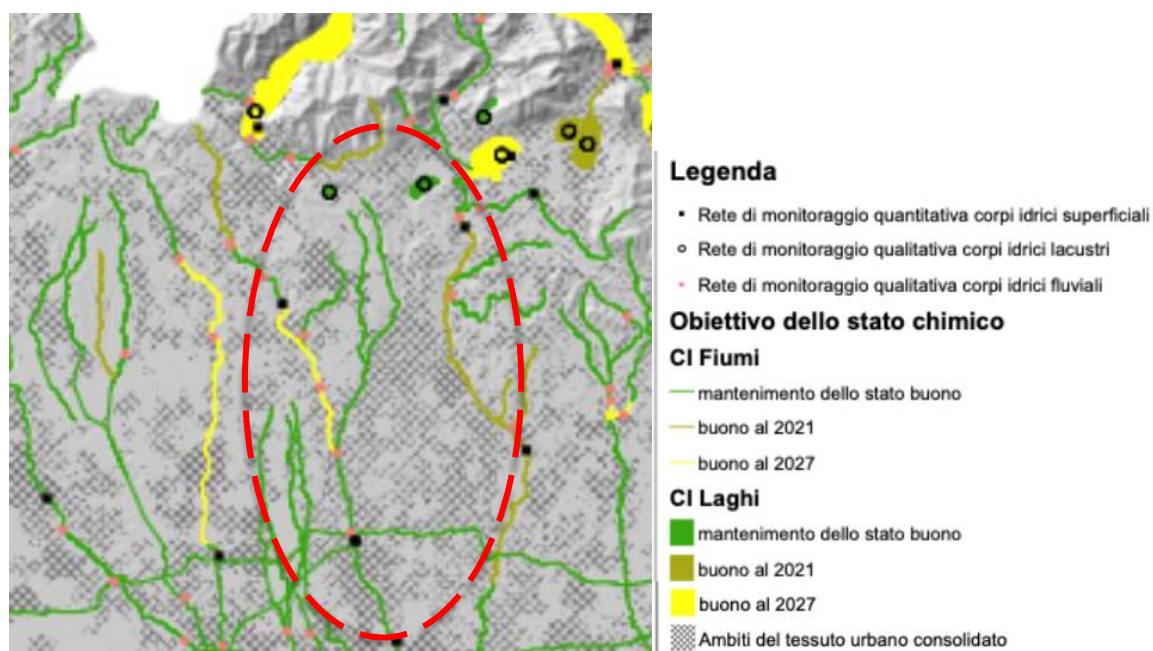 Legenda
Rete di monitoraggio quantitativa corpi idrici superficiali
Rete di monitoraggio qualitativa corpi idrici lacustri
Rete di monitoraggio qualitativa corpi idrici fluviali
Obiettivo dello stato chimico
CI Fiumi
mantenimento dello stato buono
buono al 2021
buono al 2027
CI Laghi
mantenimento dello stato buono
buono al 2021
buono al 2027
Ambiti del tessuto urbano consolidato